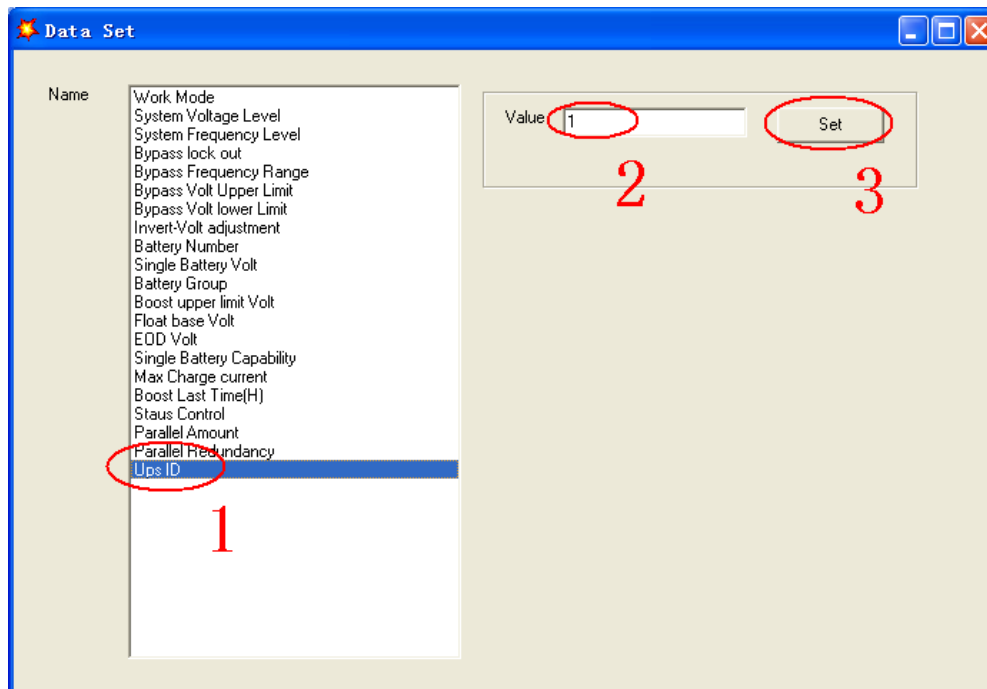 Data Set
Name
Work Mode
System Voltage Level
System Frequency Level
Bypass lock out
Bypass Frequency Range
Bypass Volt Upper Limit
Bypass Volt lower Limit
Invert-Volt adjustment
Battery Number
Single Battery Volt
Battery Group
Boost upper limit Volt
Float base Volt
EOD Volt
Single Battery Capability
Max Charge current
Boost Last Time(H)
Staus Control
Parallel Amount
Parallel Redundancy
Ups ID
1
Value 1
Set
2
3